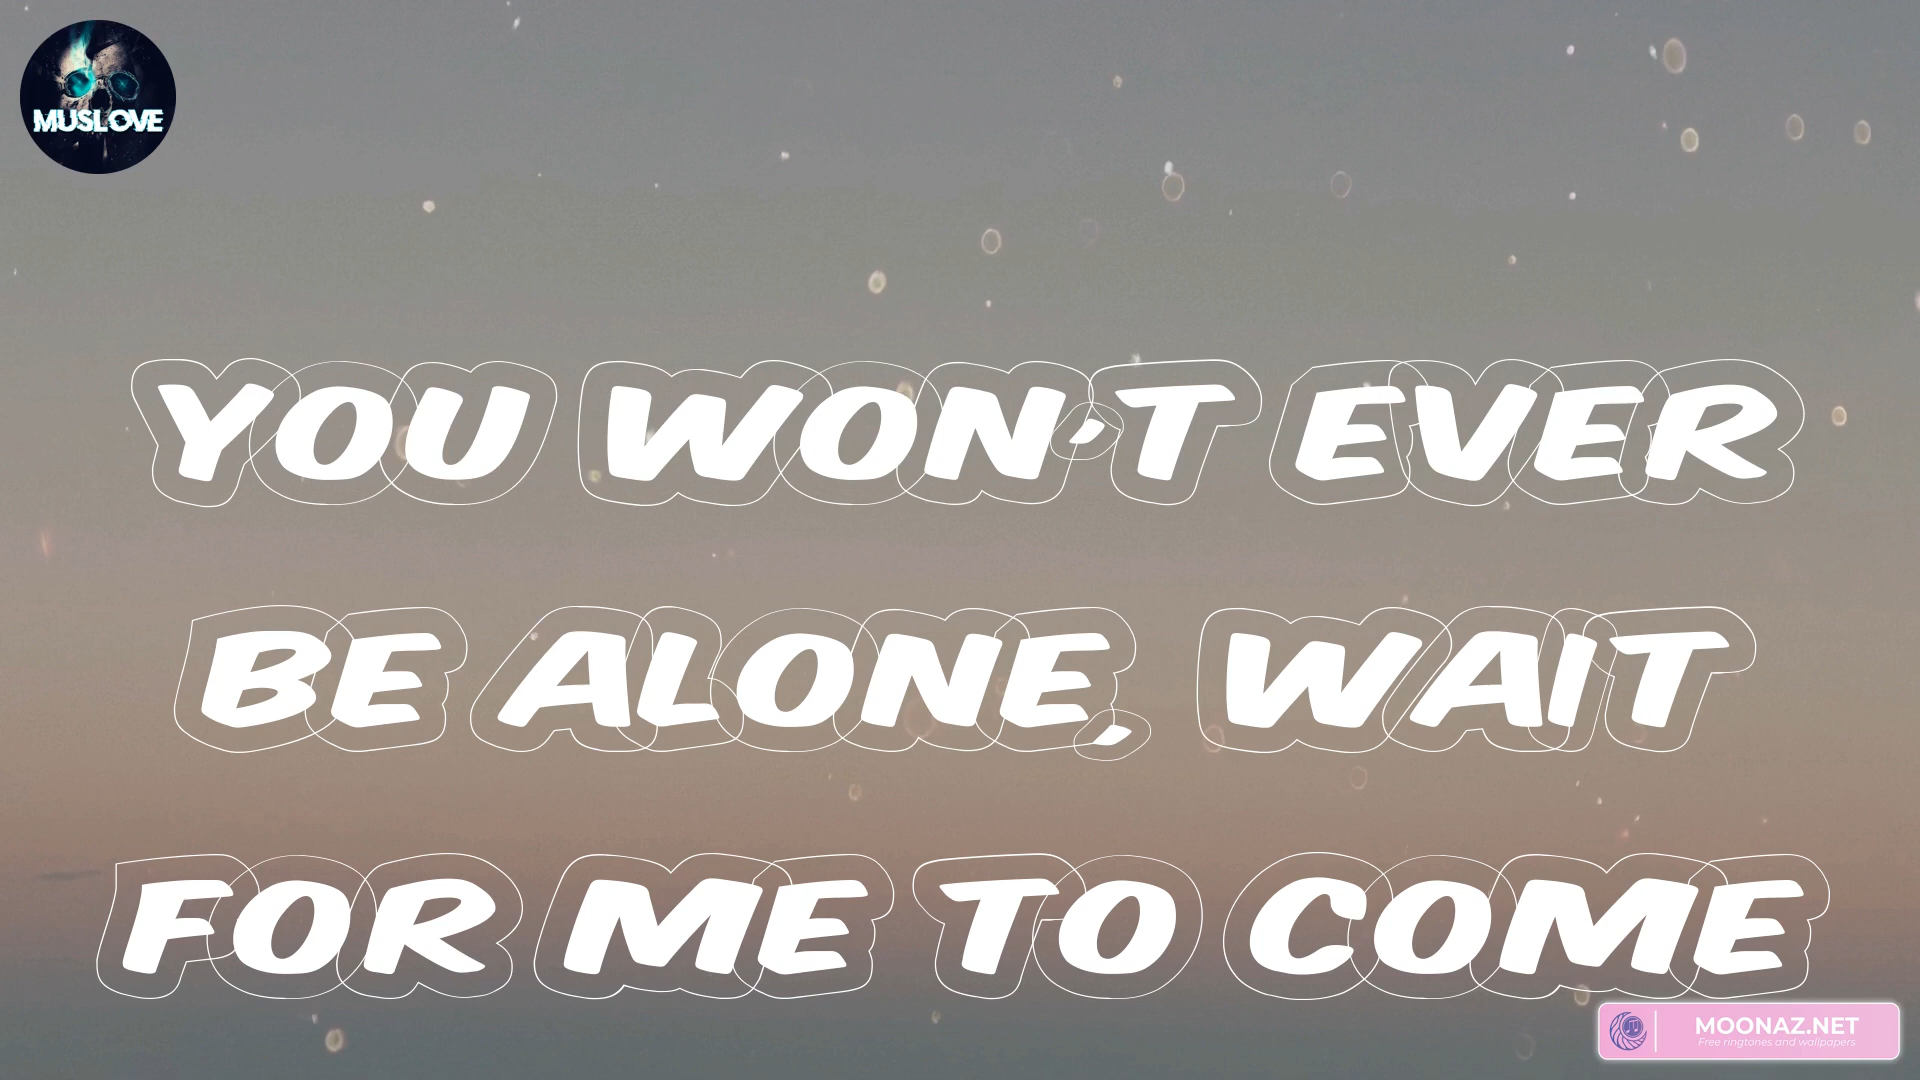 MUSLOVE
YOU WON'T EVER
BE ALONE, WAIT
FOR ME TO COME
MOONAZ.NET
Free ringtones and wallpapers